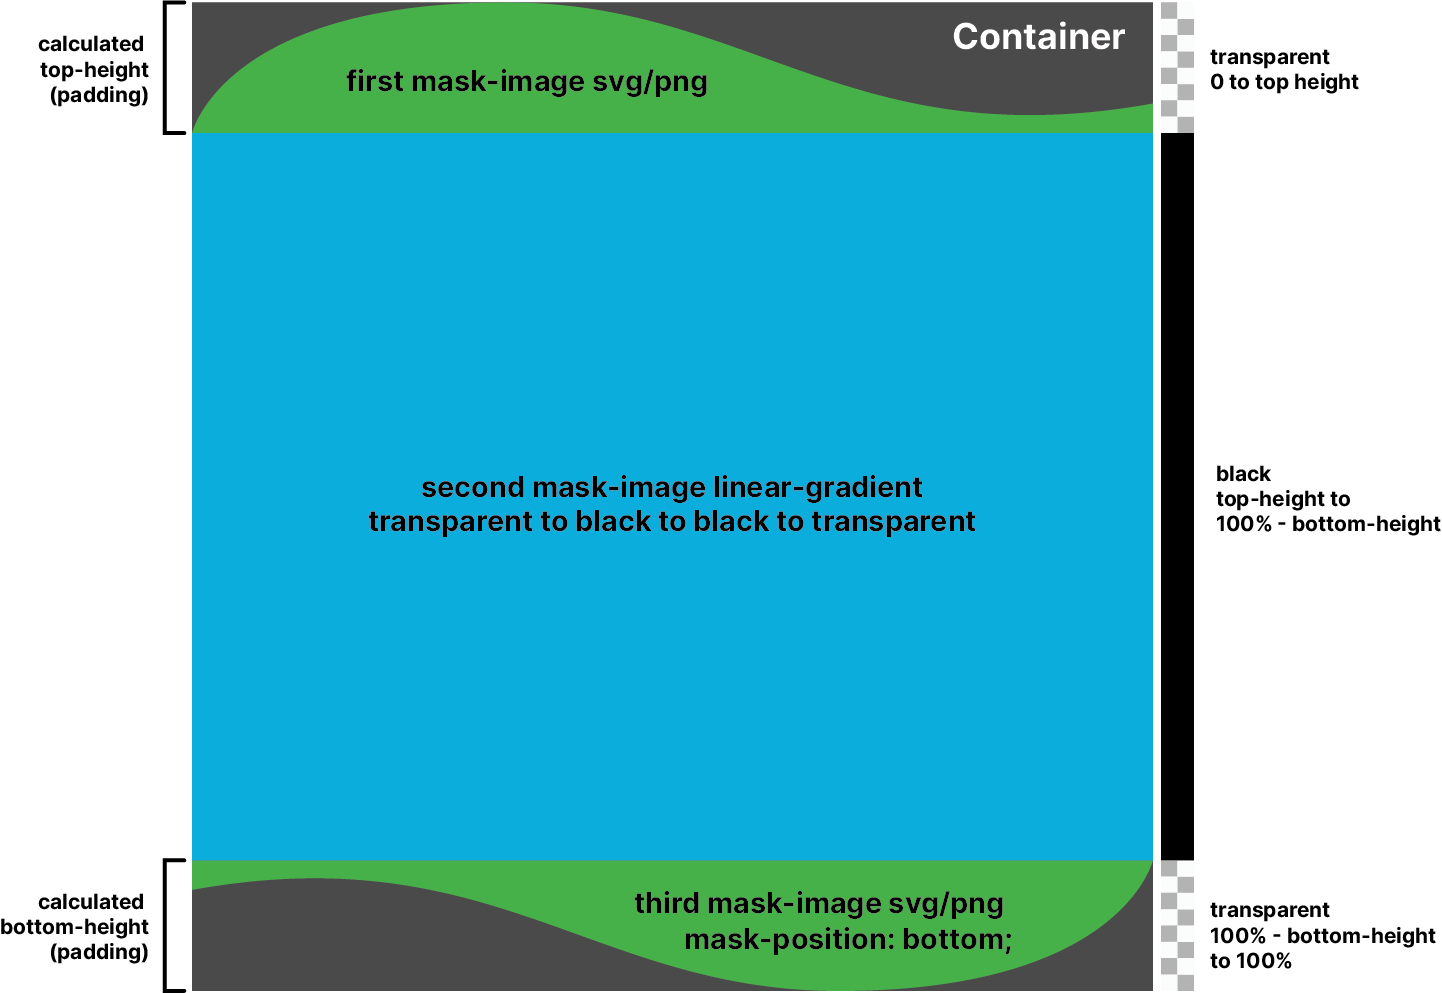 calculated
top-height
(padding)
Container
first mask-image svg/png
transparent
0 to top height
second mask-image linear-gradient
transparent to black to black to transparent
black
top-height to
100% - bottom-height
calculated
bottom-height
(padding)
third mask-image svg/png
mask-position: bottom;
transparent
100% - bottom-height
to 100%